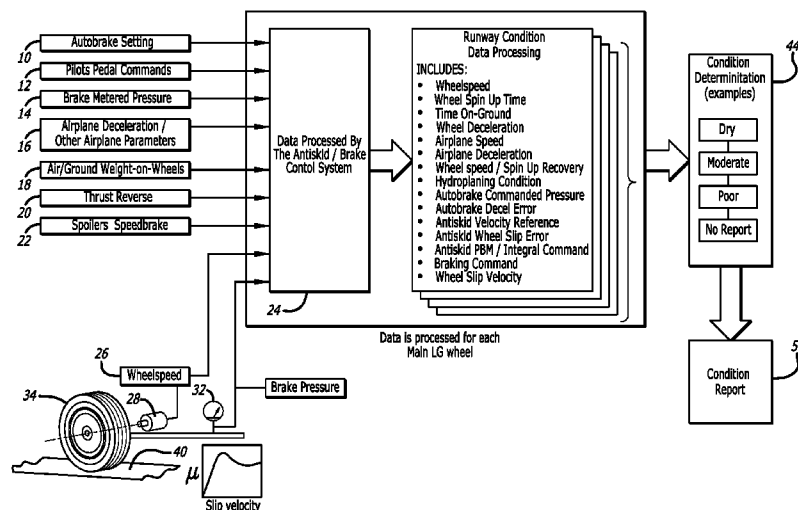 Autobrake Setting
10
Pilots Pedal Commands
12
Brake Metered Pressure
14
Airplane Deceleration /
Other Airplane Parameters
16
Air/Ground Weight-on-Wheels
18
Thrust Reverse
20
Spoilers Speedbrake
22
Data Processed By
The Antiskid / Brake
Contol System
24
Runway Condition
Data Processing
INCLUDES:
• Wheelspeed
• Wheel Spin Up Time
• Time On-Ground
• Wheel Deceleration
• Airplane Speed
• Airplane Deceleration
• Wheel speed / Spin Up Recovery
• Hydroplaning Condition
• Autobrake Commanded Pressure
• Autobrake Decel Error
• Antiskid Velocity Reference
• Antiskid Wheel Slip Error
• Antiskid PBM / Integral Command
• Braking Command
• Wheel Slip Velocity
Data is processed for each
Main LG wheel
44
Condition
Determinitation
(examples)
Dry
Moderate
Poor
No Report
5
Condition
Report
26
Wheelspeed
34
28
32
Brake Pressure
40
μ
Slip velocity